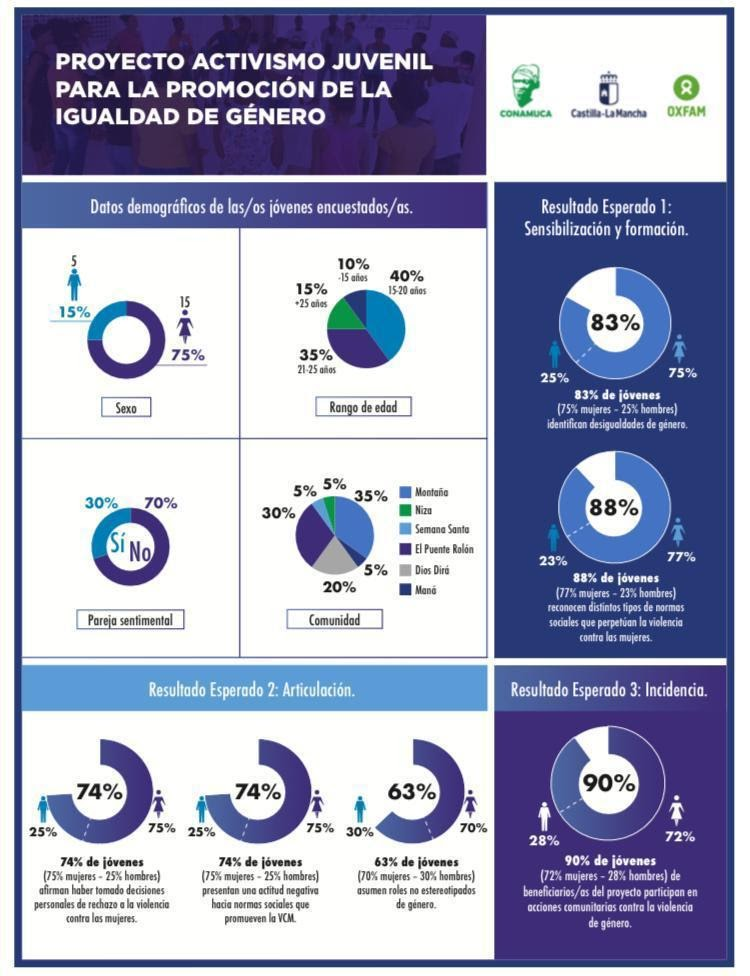 PROYECTO ACTIVISMO JUVENIL
PARA LA PROMOCIÓN DE LA
IGUALDAD DE GÉNERO
CONAMUCA
Castilla-La Mancha
OXFAM
Datos demográficos de las/os jóvenes encuestados/as.
5
15%
15
75%
Sexo
10%
-15 años
40%
15-20 años
15%
+25 años
35%
21-25 años
Rango de edad
30%
70%
Sí
No
Pareja sentimental
5%
5%
35%
30%
5%
20%
Montaña
Niza
Semana Santa
El Puente Rolón
Dios Dirá
Maná
Comunidad
Resultado Esperado 1:
Sensibilización y formación.
83%
25%
75%
83% de jóvenes
(75% mujeres – 25% hombres)
identifican desigualdades de género.
88%
23%
77%
88% de jóvenes
(77% mujeres – 23% hombres)
reconocen distintos tipos de normas
sociales que perpetúan la violencia
contra las mujeres.
Resultado Esperado 2: Articulación.
74%
25%
75%
74% de jóvenes
(75% mujeres – 25% hombres)
afirman haber tomado decisiones
personales de rechazo a la violencia
contra las mujeres.
74%
25%
75%
74% de jóvenes
(75% mujeres – 25% hombres)
presentan una actitud negativa
hacia normas sociales que
promueven la VCM.
63%
30%
70%
63% de jóvenes
(70% mujeres – 30% hombres)
asumen roles no estereotipados
de género.
Resultado Esperado 3: Incidencia.
90%
28%
72%
90% de jóvenes
(72% mujeres – 28% hombres) de
beneficiarios/as del proyecto participan en
acciones comunitarias contra la violencia
de género.